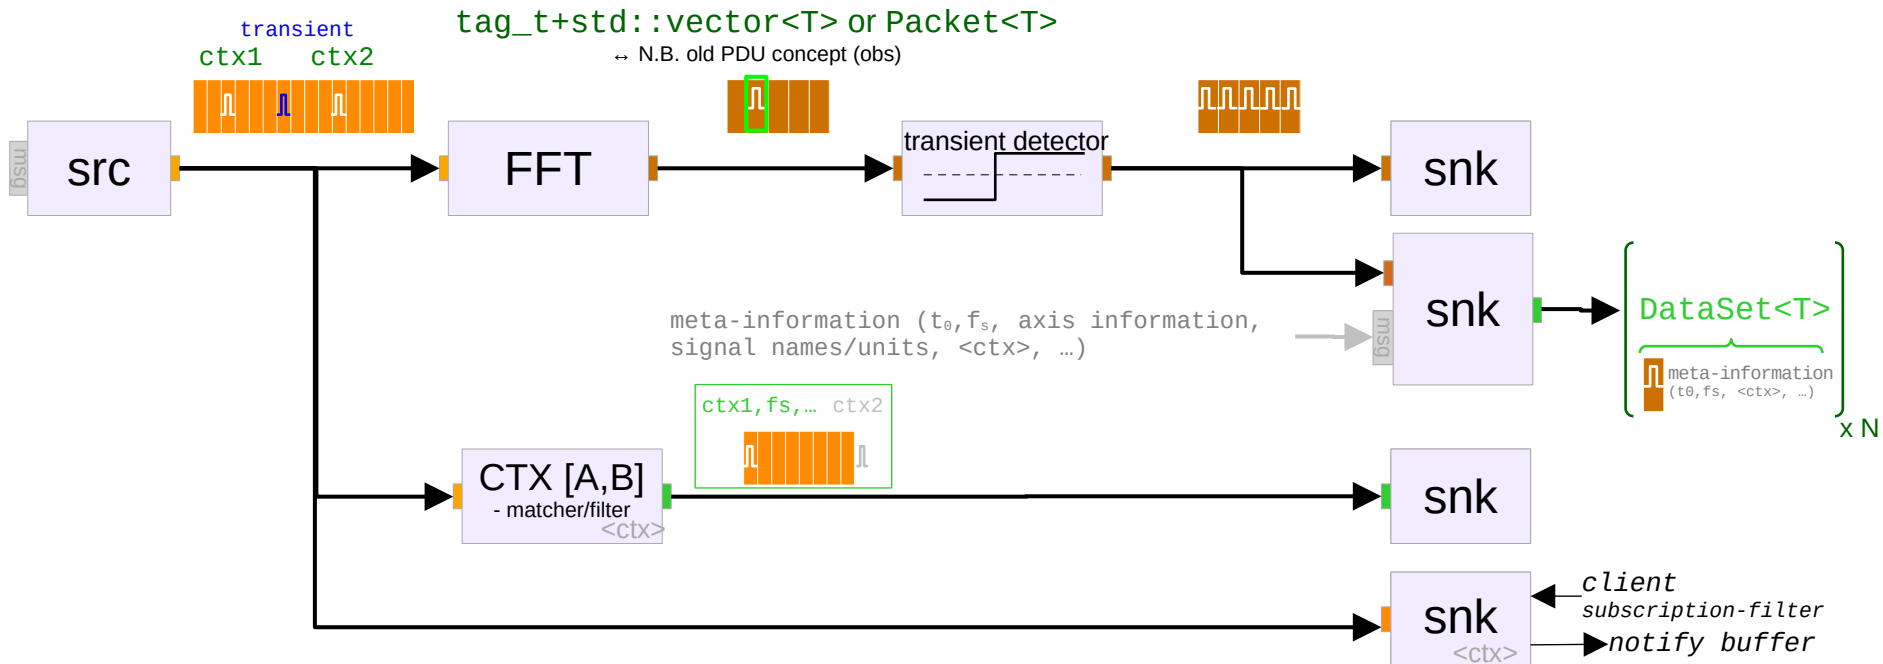 tag_t+std::vector<T> or Packet<T>
transient
ctx1 ctx2
↔ N.B. old PDU concept (obs)
msg
src
FFT
transient detector
snk
snk
msg
meta-information (t₀,fₛ, axis information,
signal names/units, <ctx>, …)
DataSet<T>
meta-information
(t0,fs, <ctx>, …)
x N
ctx1,fs,… ctx2
CTX [A,B]
- matcher/filter
<ctx>
snk
snk
<ctx>
client
subscription-filter
notify buffer